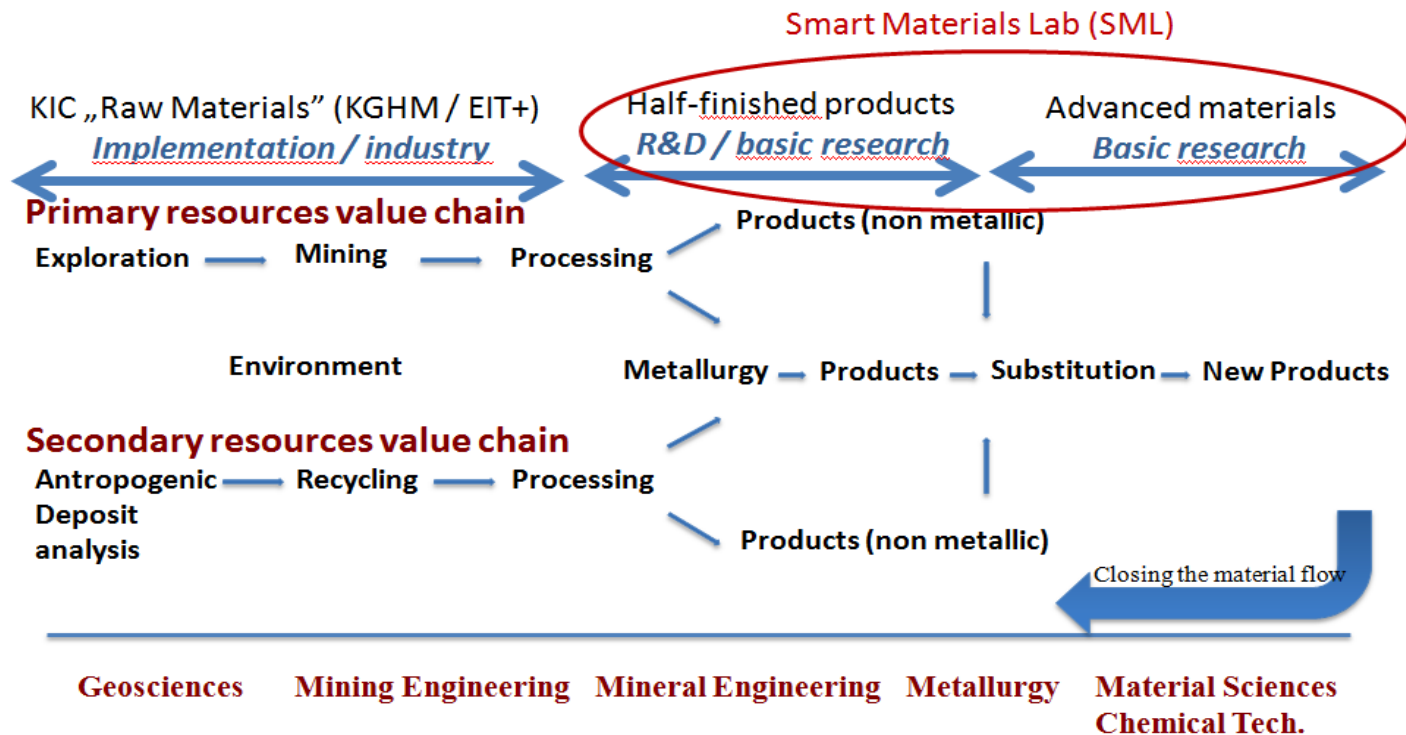 Smart Materials Lab (SML)
KIC „Raw Materials” (KGHM / EIT+)
Half-finished products
Advanced materials
Implementation / industry
R&D / basic research
Basic research
Primary resources value chain
Products (non metallic)
Exploration
Mining
Processing
Environment
Metallurgy
Products
Substitution
New Products
Secondary resources value chain
Antropogenic
Recycling
Processing
Deposit
analysis
Products (non metallic)
Closing the material flow
Geosciences
Mining Engineering
Mineral Engineering
Metallurgy
Material Sciences
Chemical Tech.